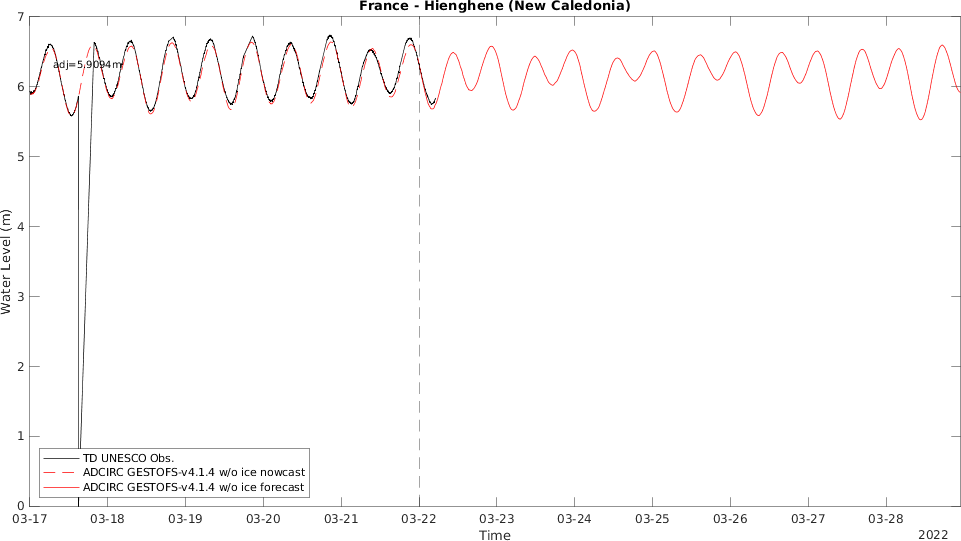 France - Hienghene (New Caledonia)
7
6
5
4
3
2
1
0
Water Level (m)
adj=5.9094m
TD UNESCO Obs.
ADCIRC GESTOFS-v4.1.4 w/o ice nowcast
ADCIRC GESTOFS-v4.1.4 w/o ice forecast
03-17 03-18 03-19 03-20 03-21 03-22 03-23 03-24 03-25 03-26 03-27 03-28
Time
2022